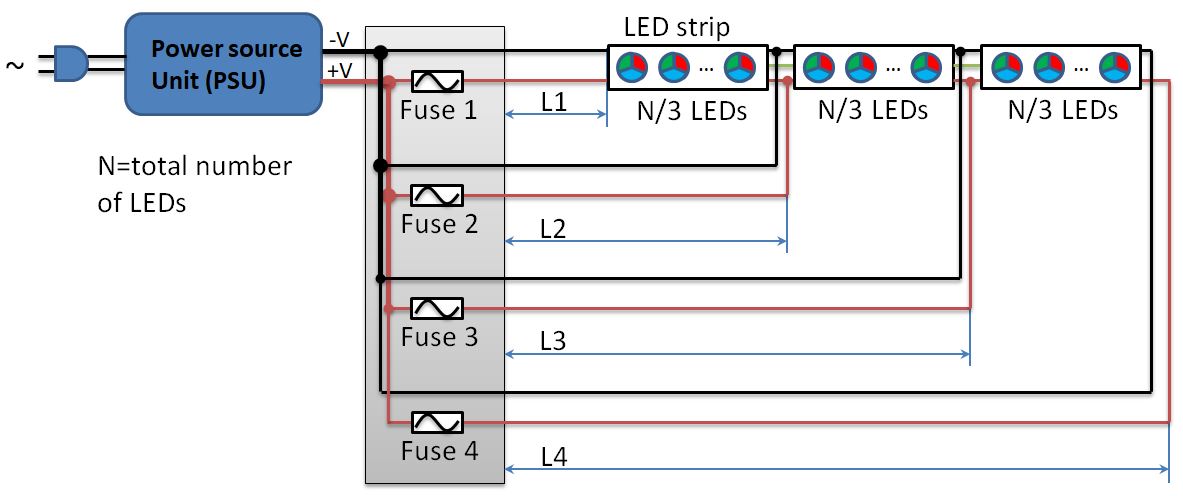 LED strip
~
Power source
Unit (PSU)
-V
+V
...
...
...
Fuse 1
L1
N/3 LEDs
N/3 LEDs
N/3 LEDs
N=total number
of LEDs
Fuse 2
L2
Fuse 3
L3
Fuse 4
L4